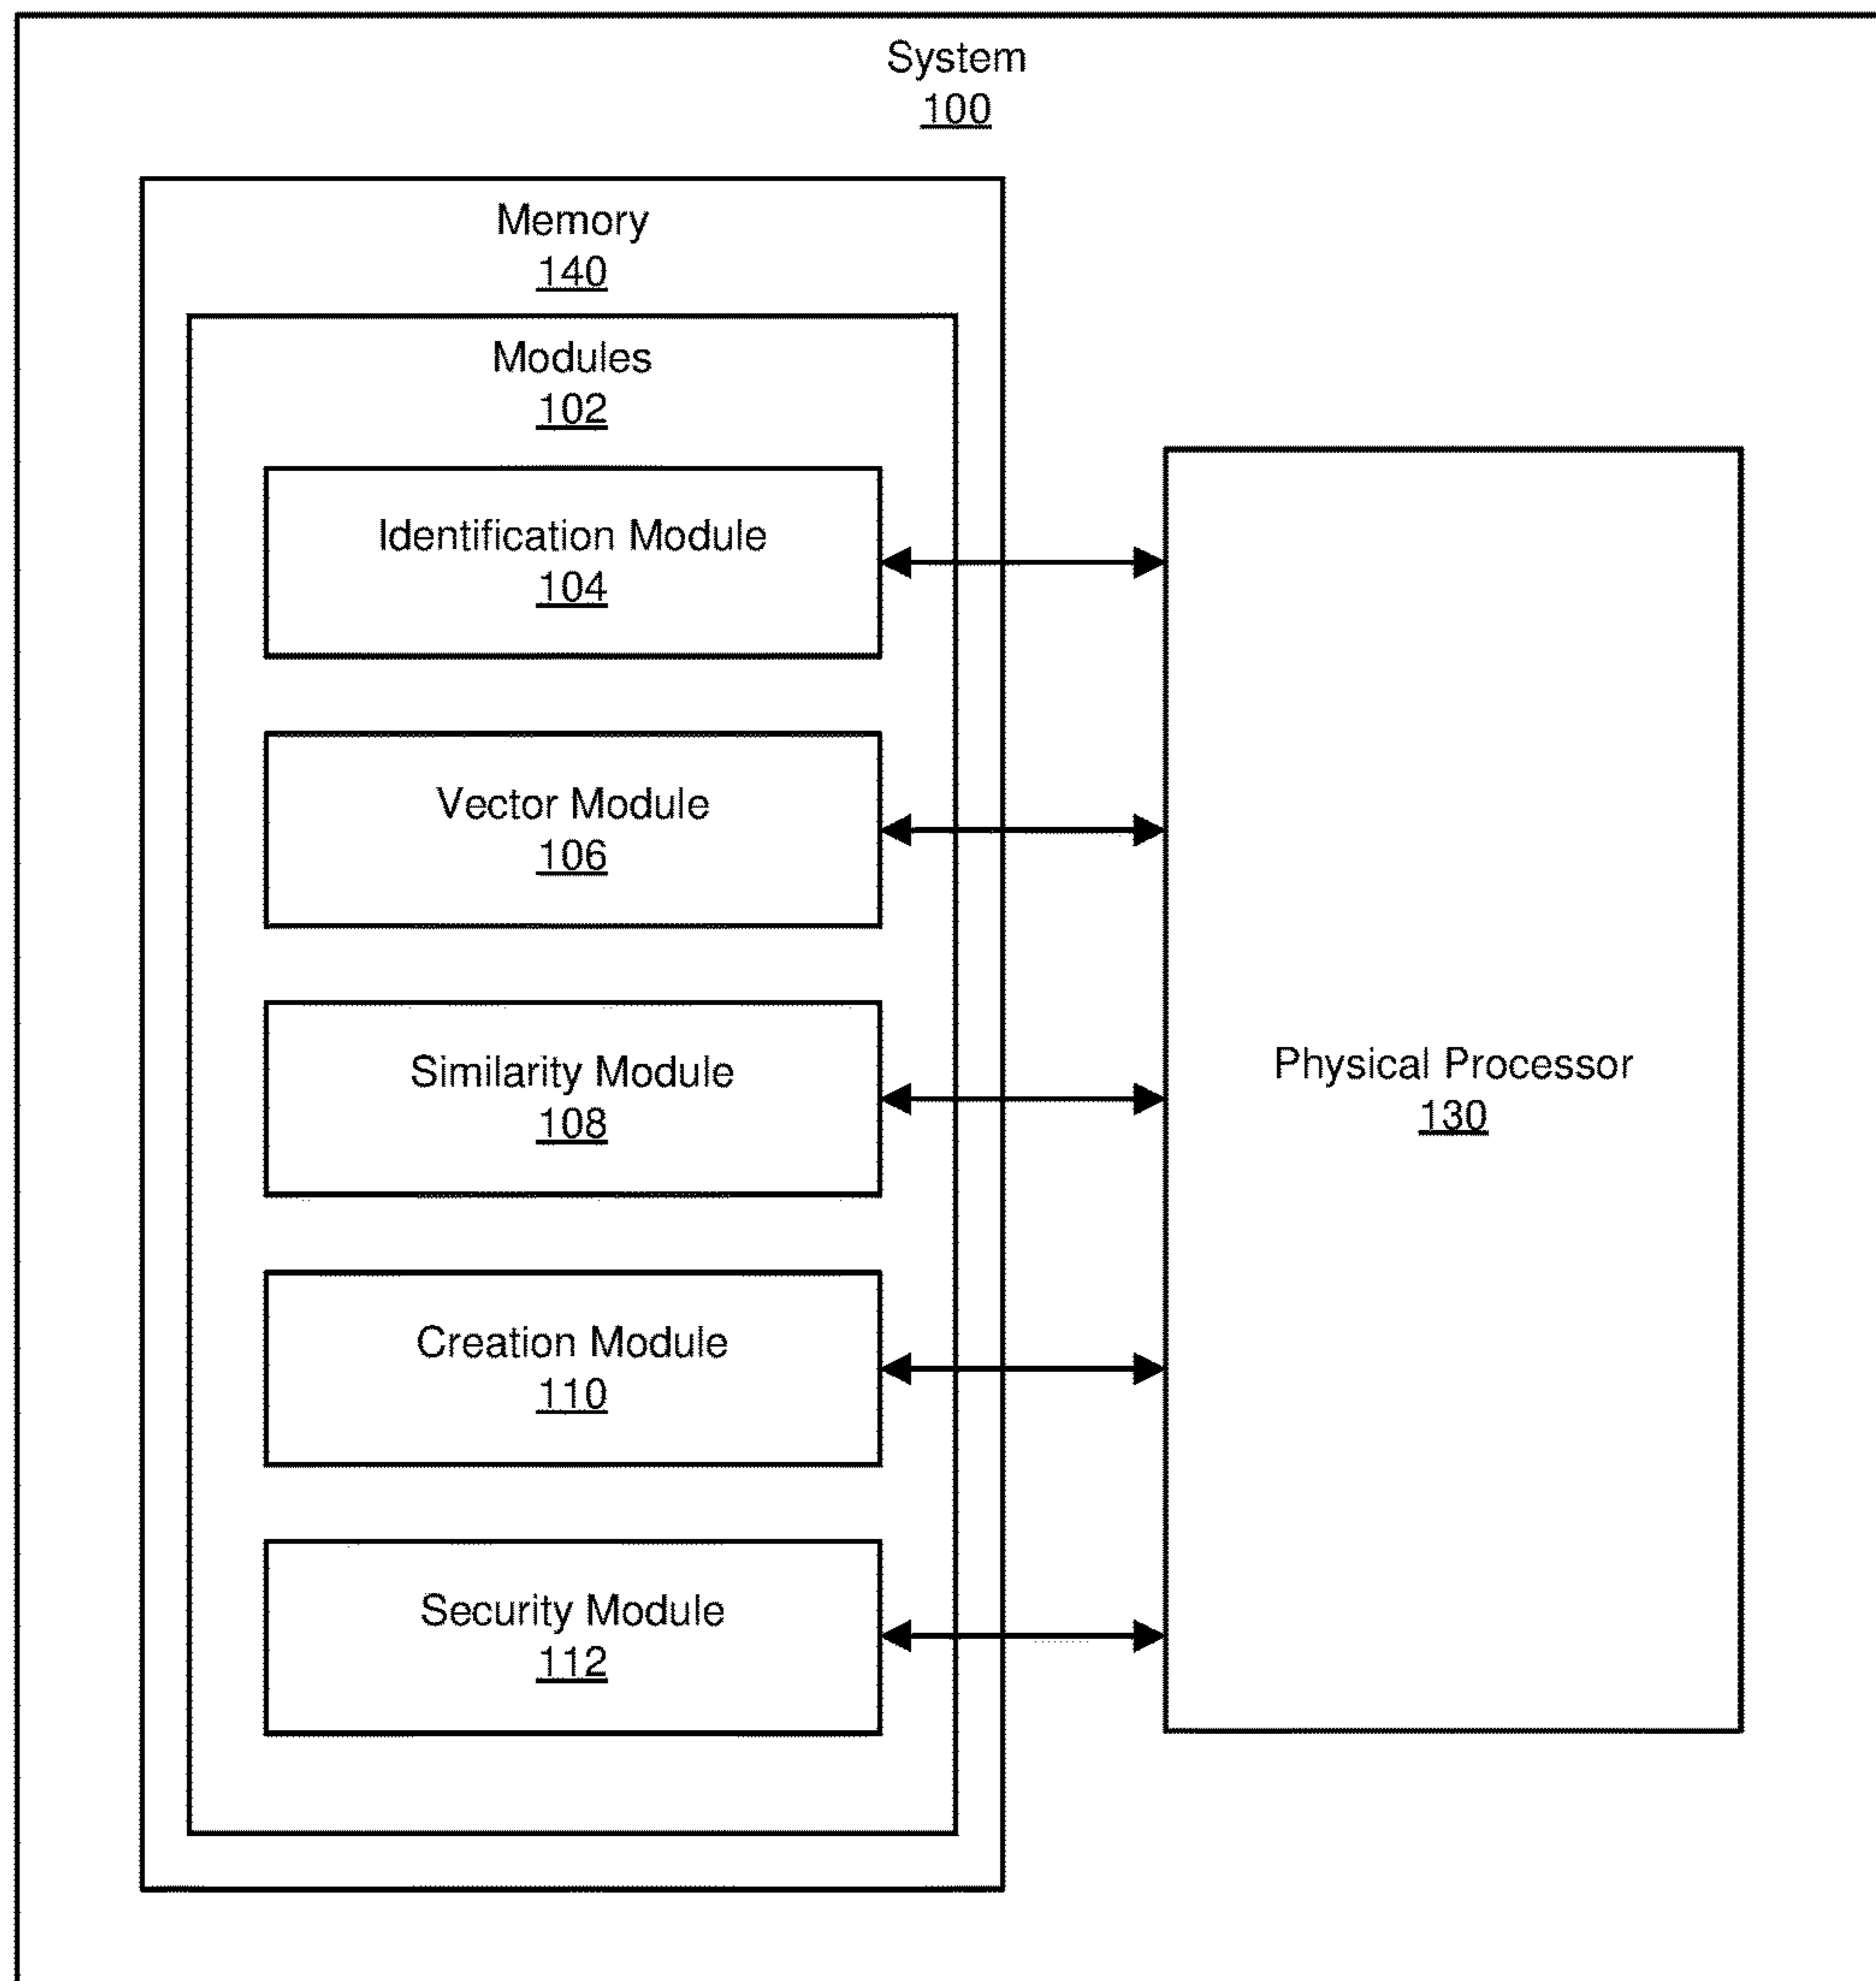 System
100
Memory
140
Modules
102
Identification Module
104
Vector Module
106
Similarity Module
108
Creation Module
110
Security Module
112
Physical Processor
130